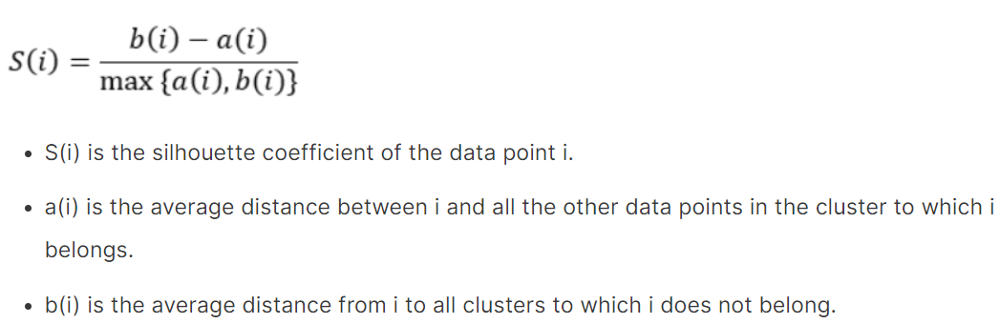 S(i) = b(i) − a(i) / max {a(i), b(i)}
• S(i) is the silhouette coefficient of the data point i.
• a(i) is the average distance between i and all the other data points in the cluster to which i
belongs.
• b(i) is the average distance from i to all clusters to which i does not belong.